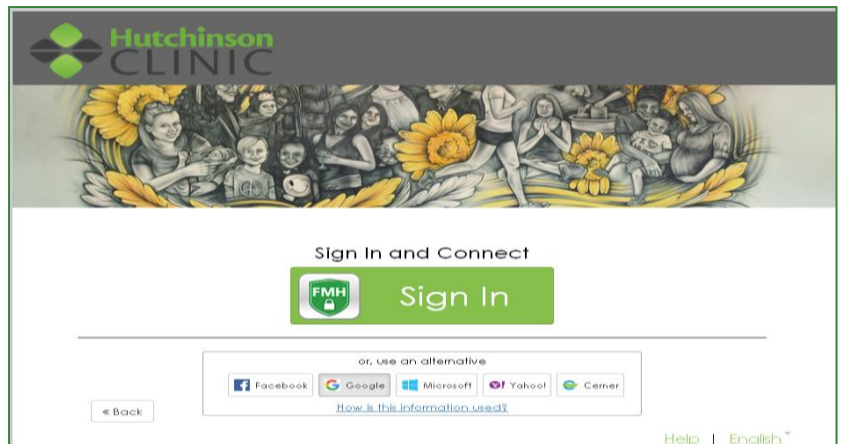 Hutchinson
CLINIC
Sign In and Connect
FMH
Sign In
or, use an alternative
Facebook
Google
Microsoft
Yahoo!
Cerner
How is this information used?
« Back
Help | English